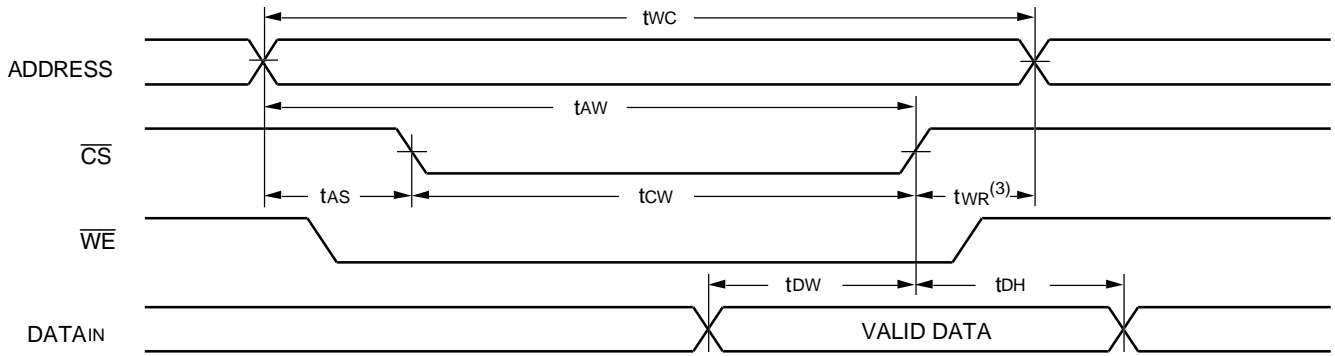 tWC
ADDRESS
tAW
CS
tAS
tCW
tWR(3)
WE
tDW
tDH
DATAIN
VALID DATA